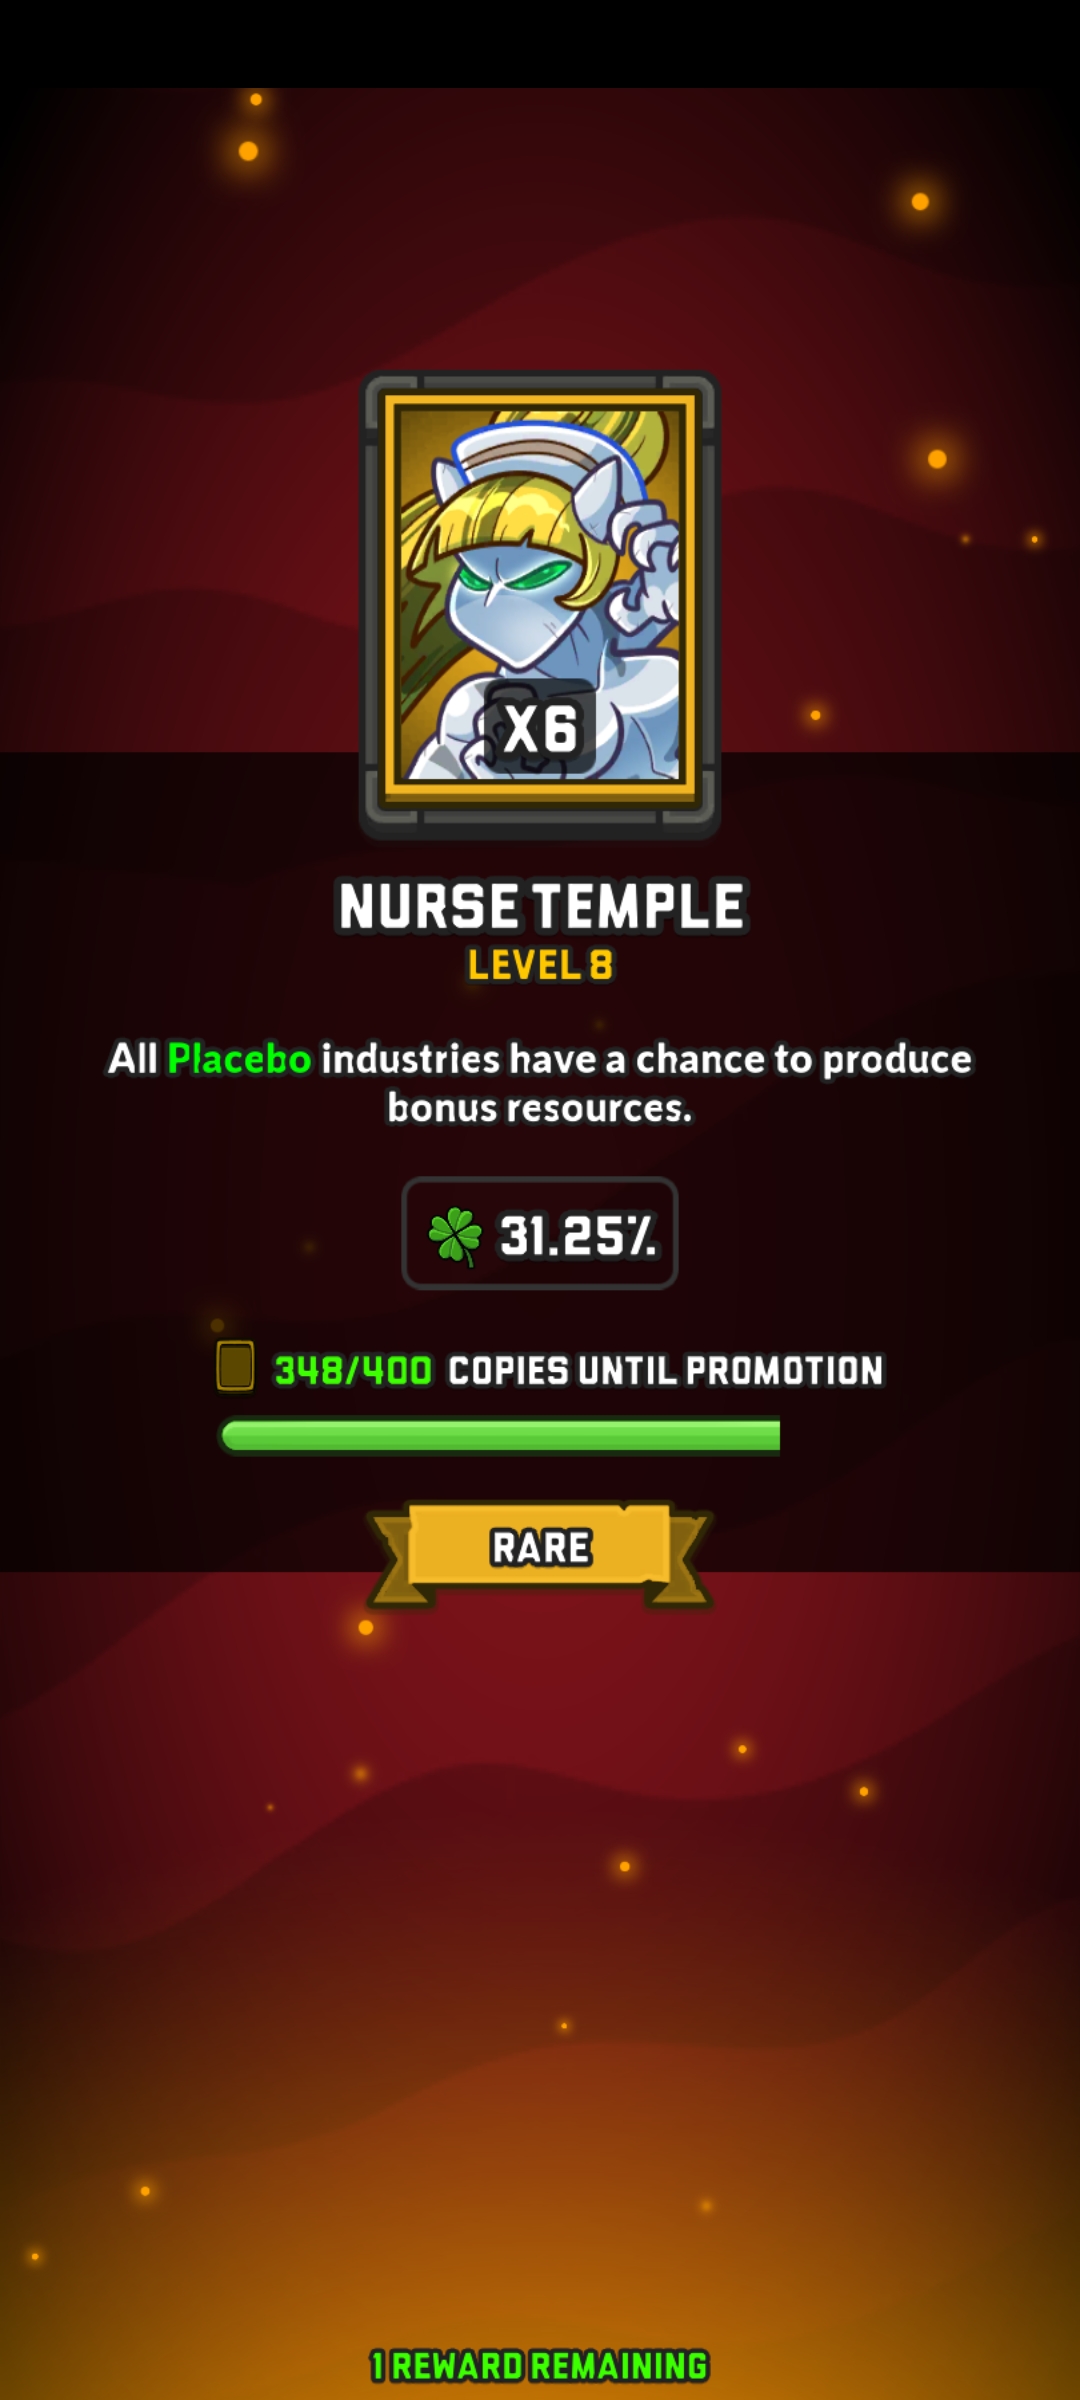 X6
NURSE TEMPLE
LEVEL 8
All Placebo industries have a chance to produce
bonus resources.
31.25%
348/400 COPIES UNTIL PROMOTION
RARE
1 REWARD REMAINING